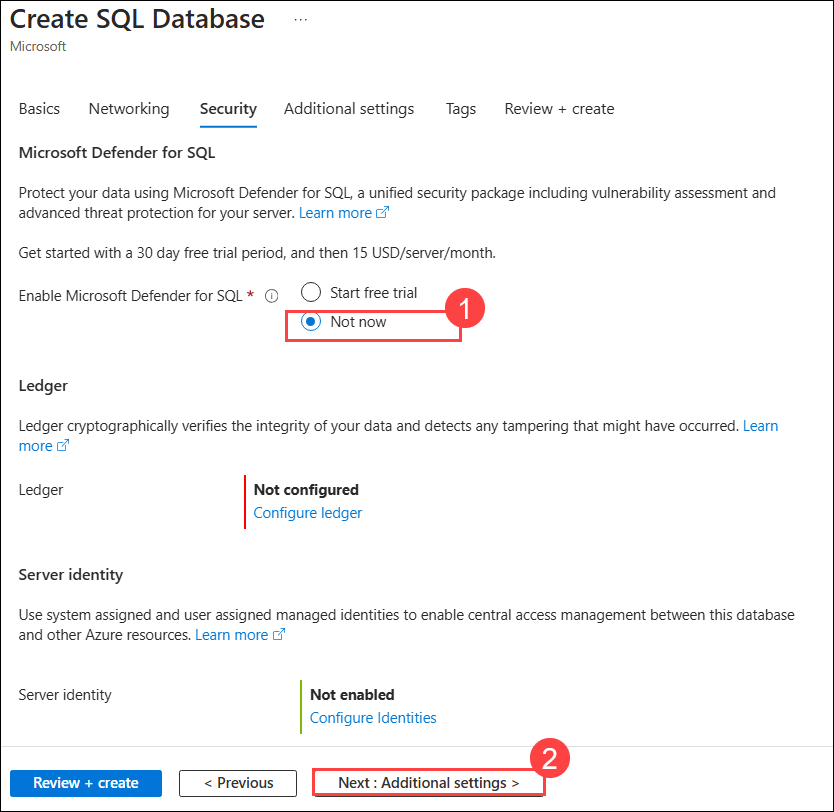 Create SQL Database ...
Microsoft
Basics Networking Security Additional settings Tags Review + create
Microsoft Defender for SQL
Protect your data using Microsoft Defender for SQL, a unified security package including vulnerability assessment and
advanced threat protection for your server. Learn more
Get started with a 30 day free trial period, and then 15 USD/server/month.
Enable Microsoft Defender for SQL * Start free trial
Not now 1
Ledger
Ledger cryptographically verifies the integrity of your data and detects any tampering that might have occurred. Learn
more
Ledger Not configured
Configure ledger
Server identity
Use system assigned and user assigned managed identities to enable central access management between this database
and other Azure resources. Learn more
Server identity Not enabled
Configure Identities
2
Review + create < Previous Next : Additional settings >